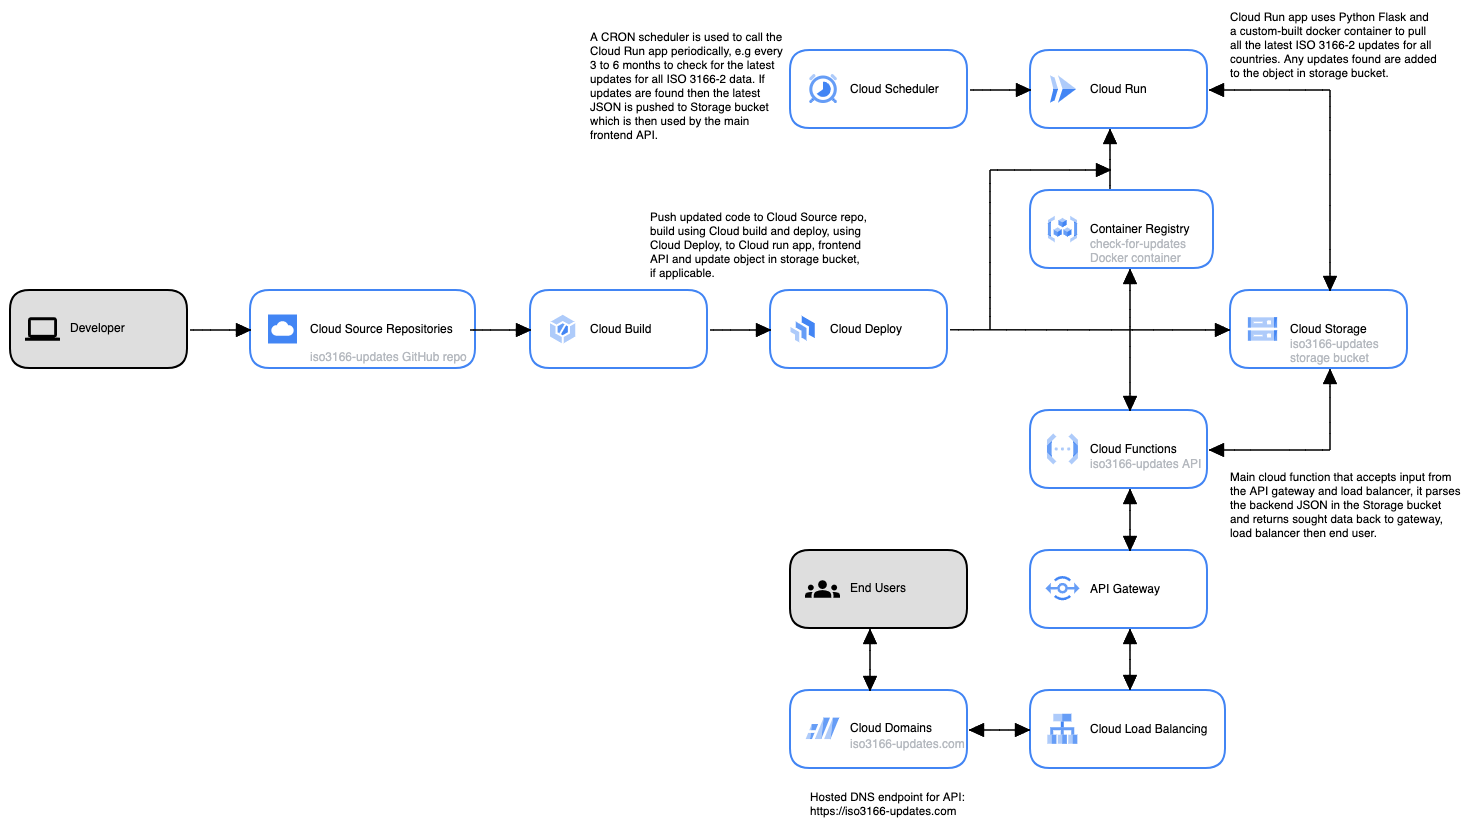 Cloud Run app uses Python Flask and
a custom-built docker container to pull
all the latest ISO 3166-2 updates for all
countries. Any updates found are added
to the object in storage bucket.
A CRON scheduler is used to call the
Cloud Run app periodically, e.g every
3 to 6 months to check for the latest
updates for all ISO 3166-2 data. If
updates are found then the latest
JSON is pushed to Storage bucket
which is then used by the main
frontend API.
Cloud Scheduler
Cloud Run
Push updated code to Cloud Source repo,
build using Cloud build and deploy, using
Cloud Deploy, to Cloud run app, frontend
API and update object in storage bucket,
if applicable.
Container Registry
check-for-updates
Docker container
Developer
Cloud Source Repositories
iso3166-updates GitHub repo
Cloud Build
Cloud Deploy
Cloud Storage
iso3166-updates
storage bucket
Cloud Functions
iso3166-updates API
Main cloud function that accepts input from
the API gateway and load balancer, it parses
the backend JSON in the Storage bucket
and returns sought data back to gateway,
load balancer then end user.
End Users
API Gateway
Cloud Domains
iso3166-updates.com
Cloud Load Balancing
Hosted DNS endpoint for API:
https://iso3166-updates.com